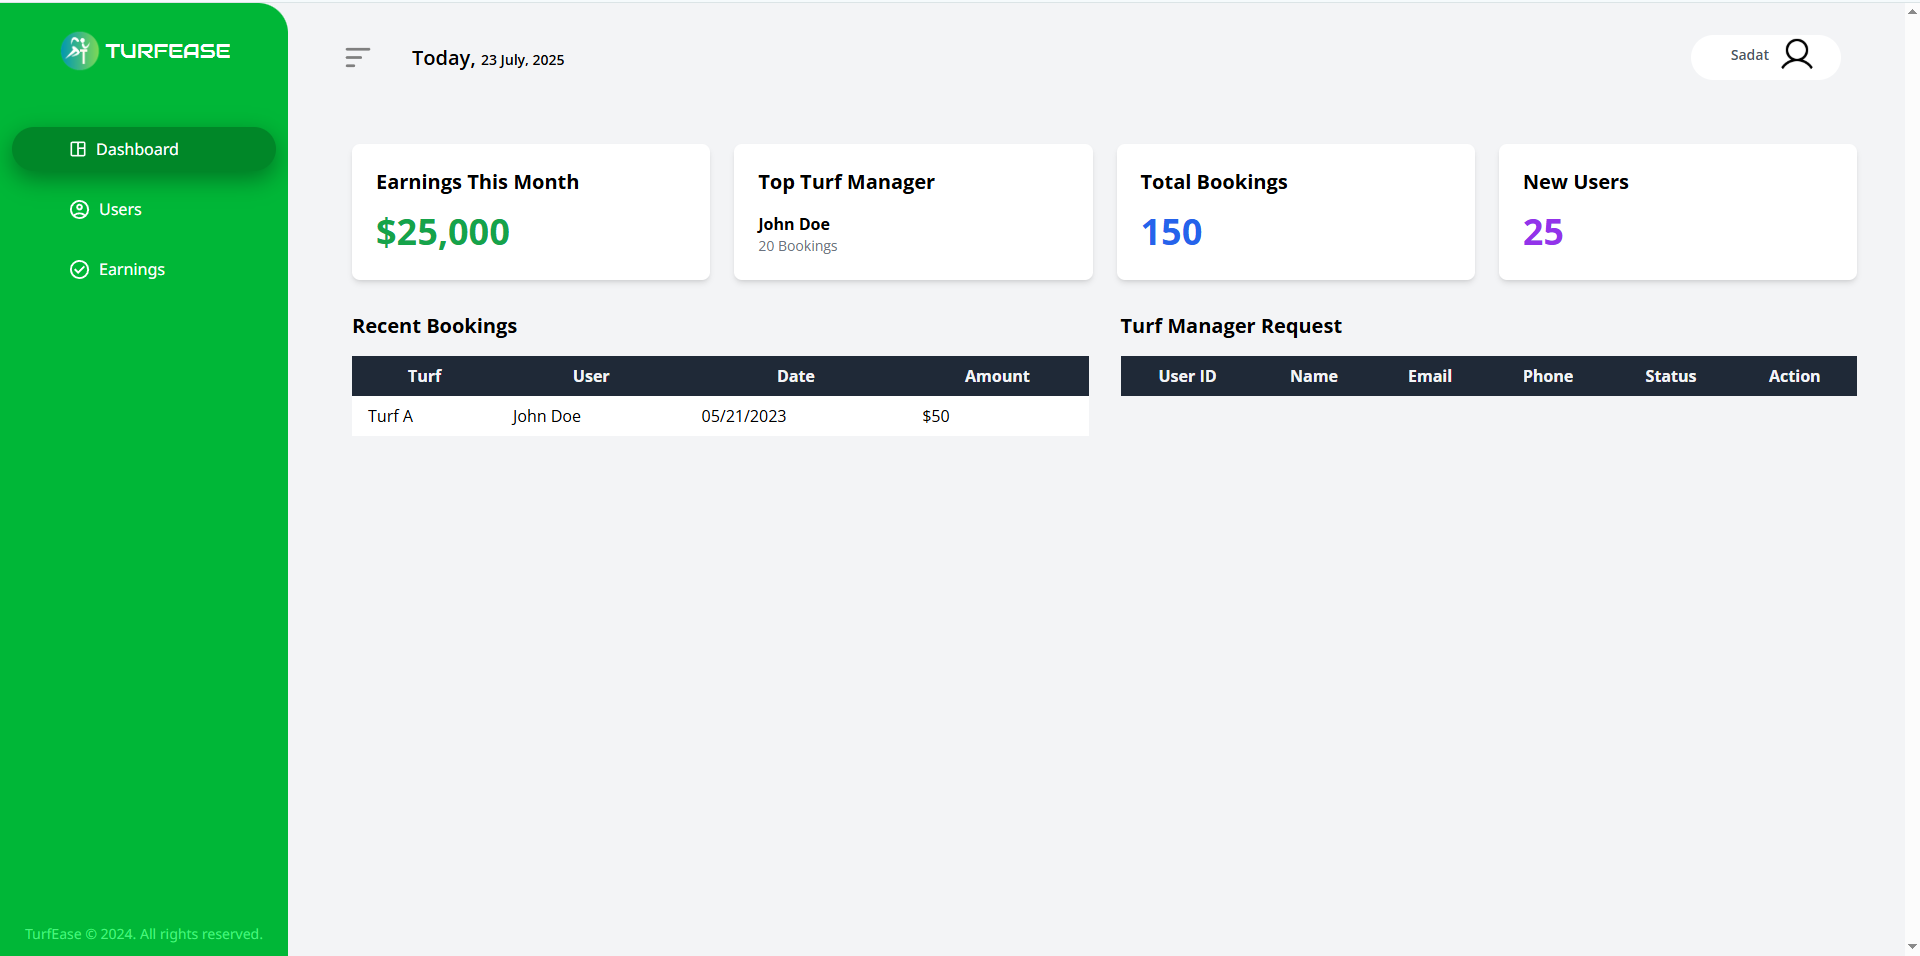 TURFEASE
Dashboard
Users
Earnings
TurfEase © 2024. All rights reserved.
Today, 23 July, 2025
Sadat
Earnings This Month
$25,000
Top Turf Manager
John Doe
20 Bookings
Total Bookings
150
New Users
25
Recent Bookings
Turf User Date Amount
Turf A John Doe 05/21/2023 $50
Turf Manager Request
User ID Name Email Phone Status Action